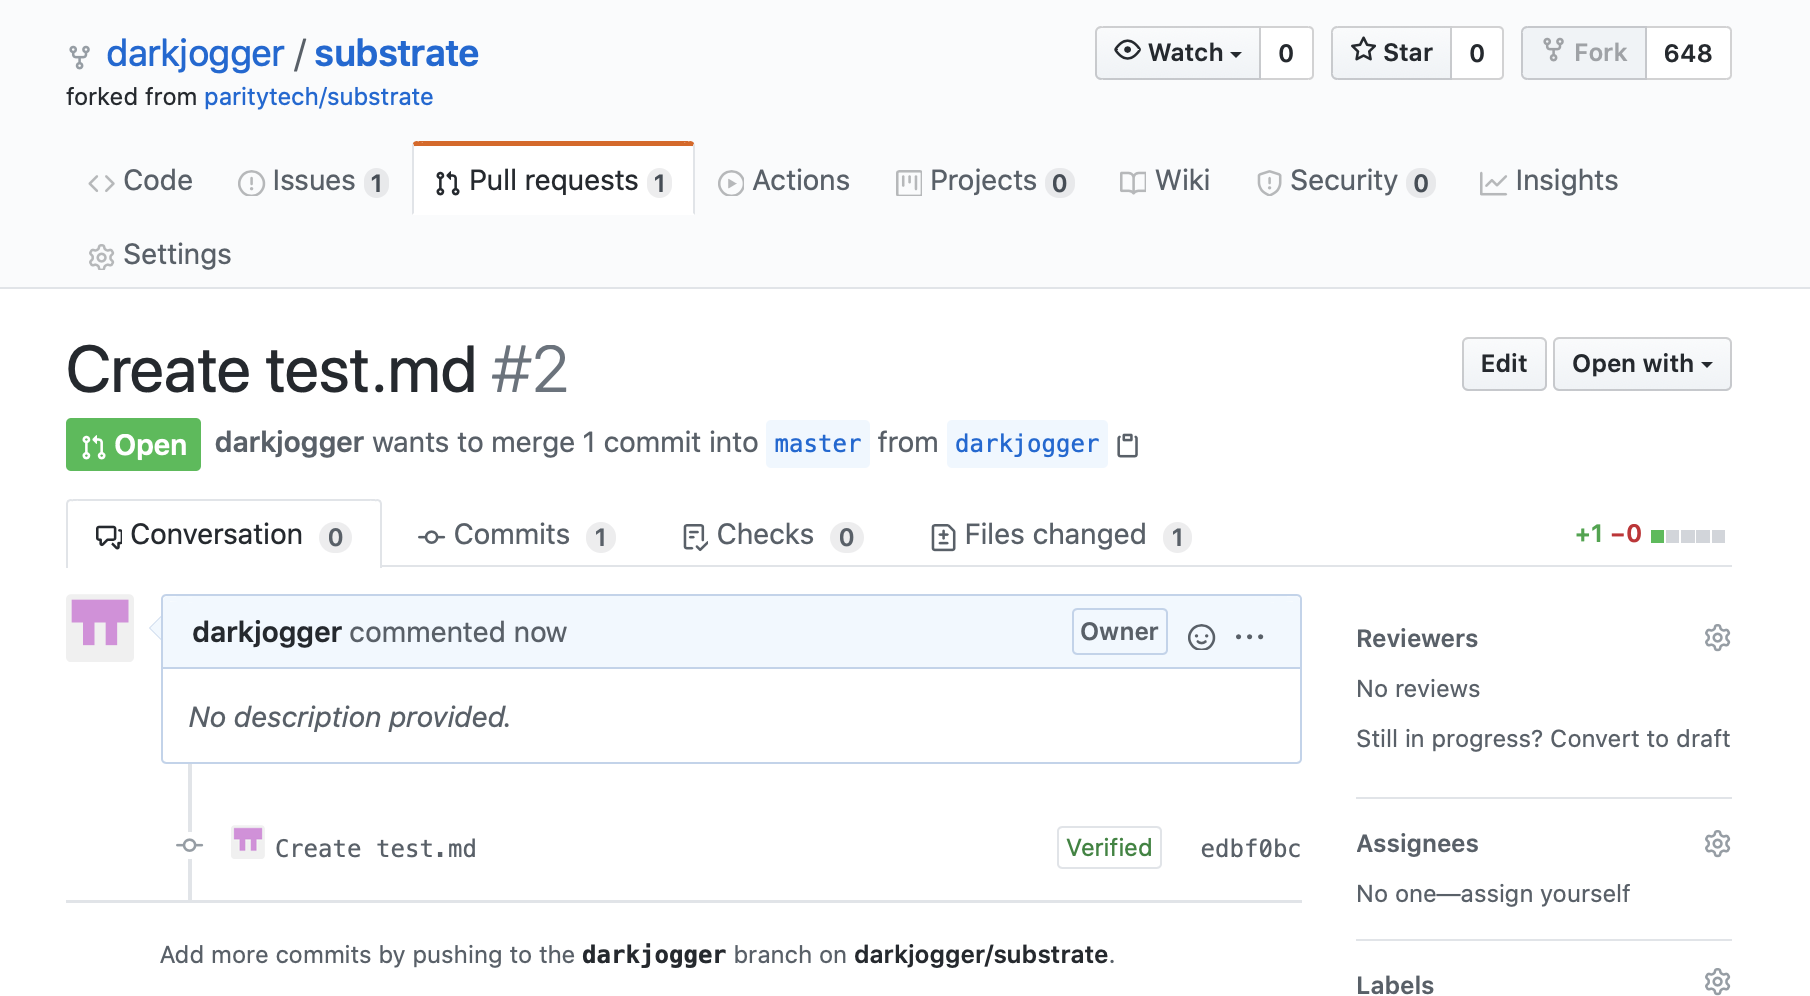 darkjogger / substrate
Watch 0 Star 0 Fork 648
forked from paritytech/substrate
Code Issues 1 Pull requests 1 Actions Projects 0 Wiki Security 0 Insights
Settings
Create test.md #2
Edit Open with
Open darkjogger wants to merge 1 commit into master from darkjogger
Conversation 0 Commits 1 Checks 0 Files changed 1 +1 −0
darkjogger commented now Owner ...
No description provided.
Create test.md Verified edbf0bc
Add more commits by pushing to the darkjogger branch on darkjogger/substrate.
Reviewers
No reviews
Still in progress? Convert to draft
Assignees
No one—assign yourself
Labels